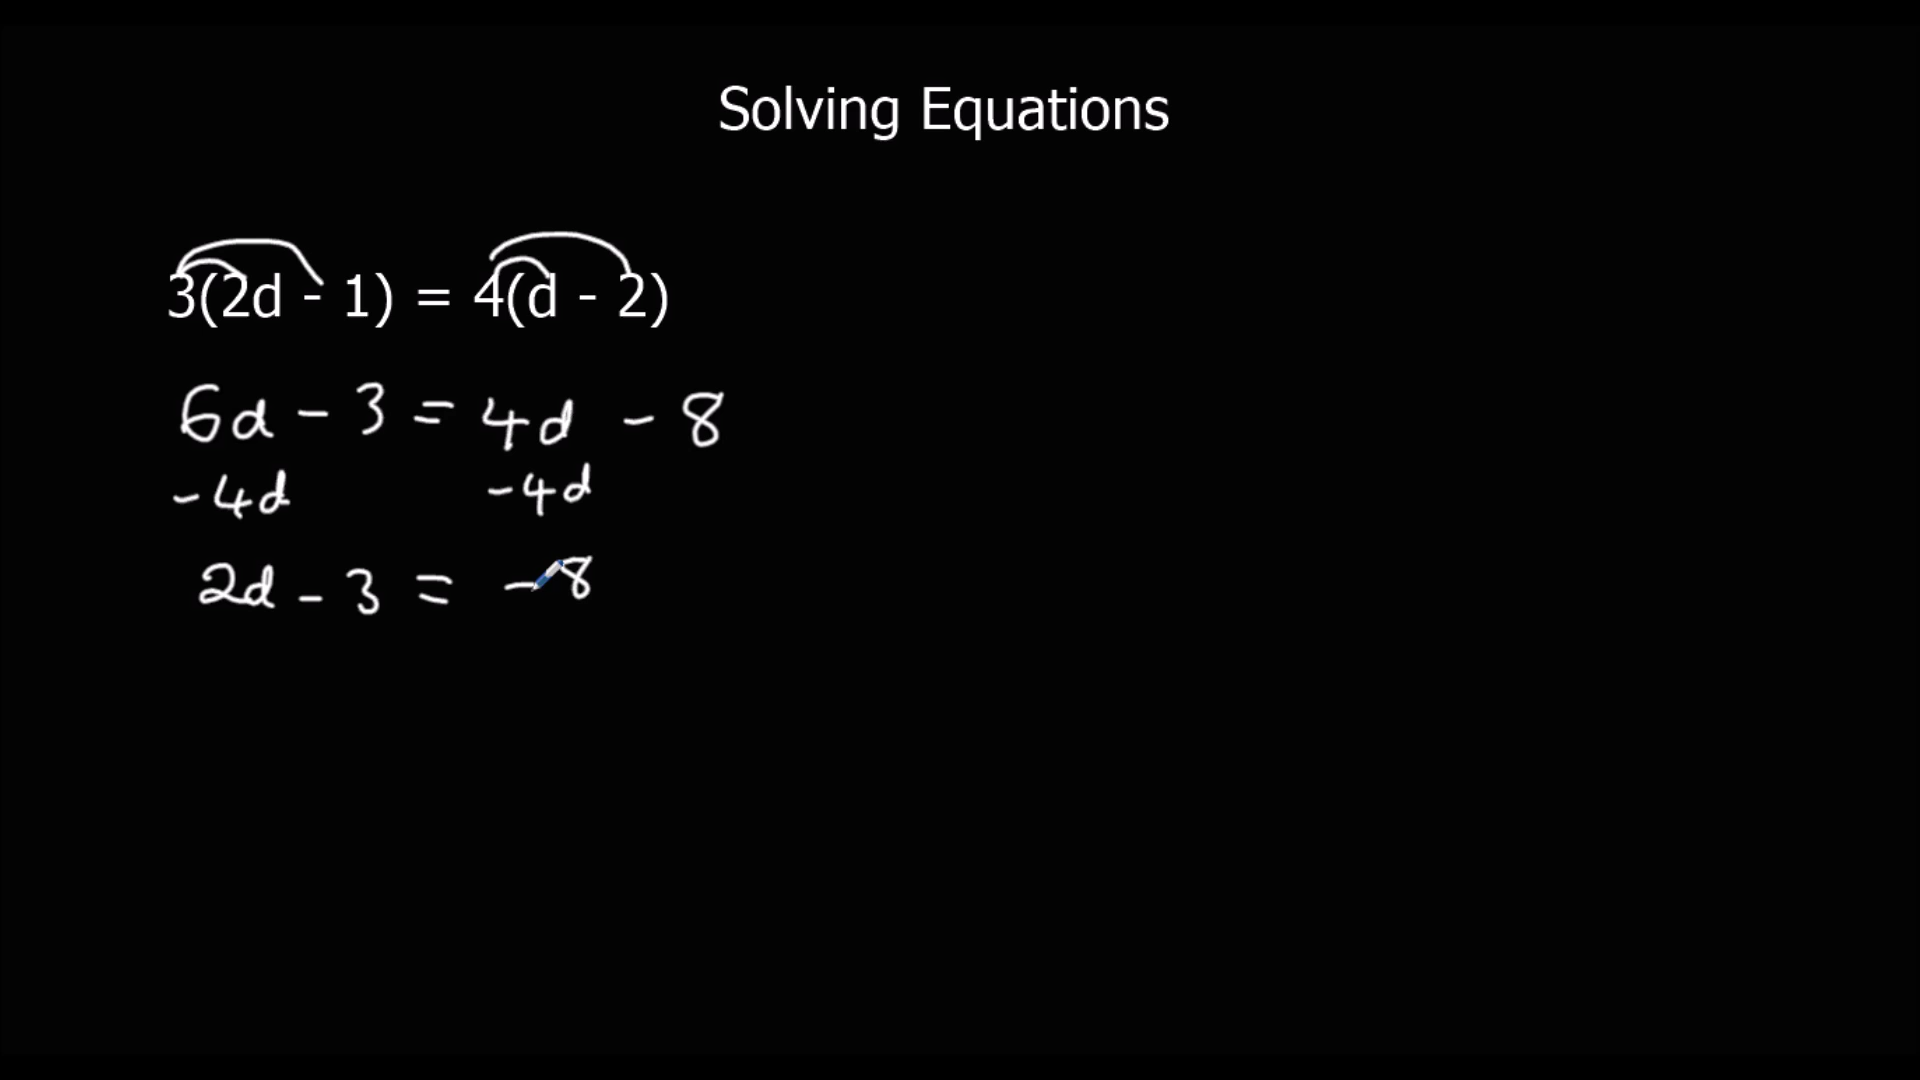 Solving Equations
3(2d - 1) = 4(d - 2)
6d - 3 = 4d - 8
-4d -4d
2d - 3 = -8